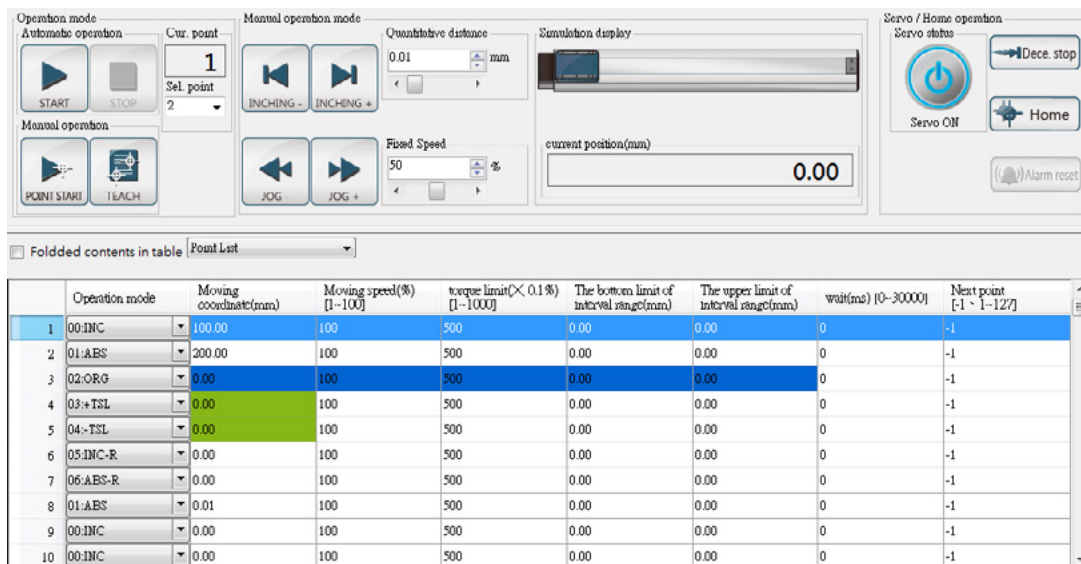 Operation mode
Automatic operation
Cur. point
1
Sel. point
2
START
STOP
Manual operation
POINT START
TEACH
Manual operation mode
INCHING -
INCHING +
JOG -
JOG +
Quantitative distance
0.01
mm
Fixed Speed
50
%
Simulation display
current position(mm)
0.00
Servo / Home operation
Servo status
Servo ON
Dece. stop
Home
Alarm reset
Foldded contents in table
Point List
Operation mode Moving coordinate(mm) Moving speed(%) [1~100] torque limit(× 0.1%) [1~1000] The bottom limit of interval range(mm) The upper limit of interval range(mm) wait(ms) [0~30000] Next point [-1、1~127]
1 00:INC 100.00 100 500 0.00 0.00 0 -1
2 01:ABS 200.00 100 500 0.00 0.00 0 -1
3 02:ORG 0.00 100 500 0.00 0.00 0 -1
4 03:+TSL 0.00 100 500 0.00 0.00 0 -1
5 04:-TSL 0.00 100 500 0.00 0.00 0 -1
6 05:INC-R 0.00 100 500 0.00 0.00 0 -1
7 06:ABS-R 0.00 100 500 0.00 0.00 0 -1
8 01:ABS 0.01 100 500 0.00 0.00 0 -1
9 00:INC 0.00 100 500 0.00 0.00 0 -1
10 00:INC 0.00 100 500 0.00 0.00 0 -1